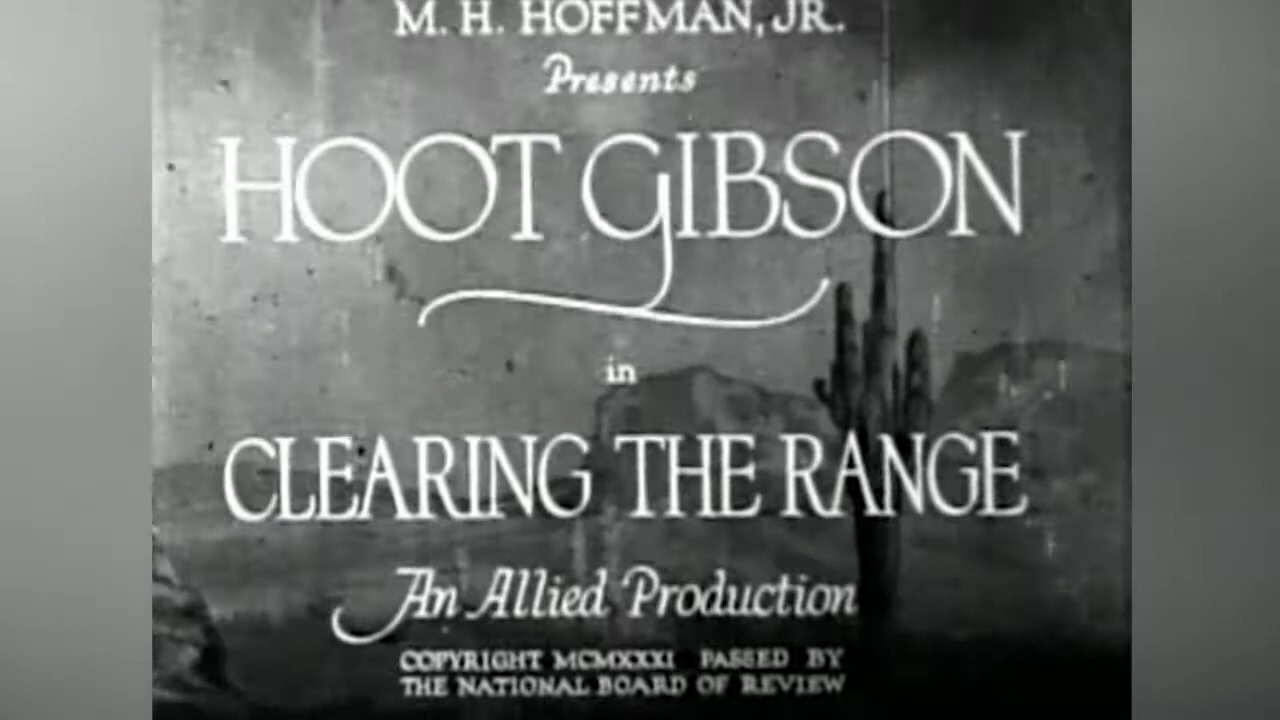 M. H. HOFFMAN, JR.
Presents
HOOT GIBSON
in
CLEARING THE RANGE
An Allied Production
COPYRIGHT MCMXXXI PASSED BY
THE NATIONAL BOARD OF REVIEW